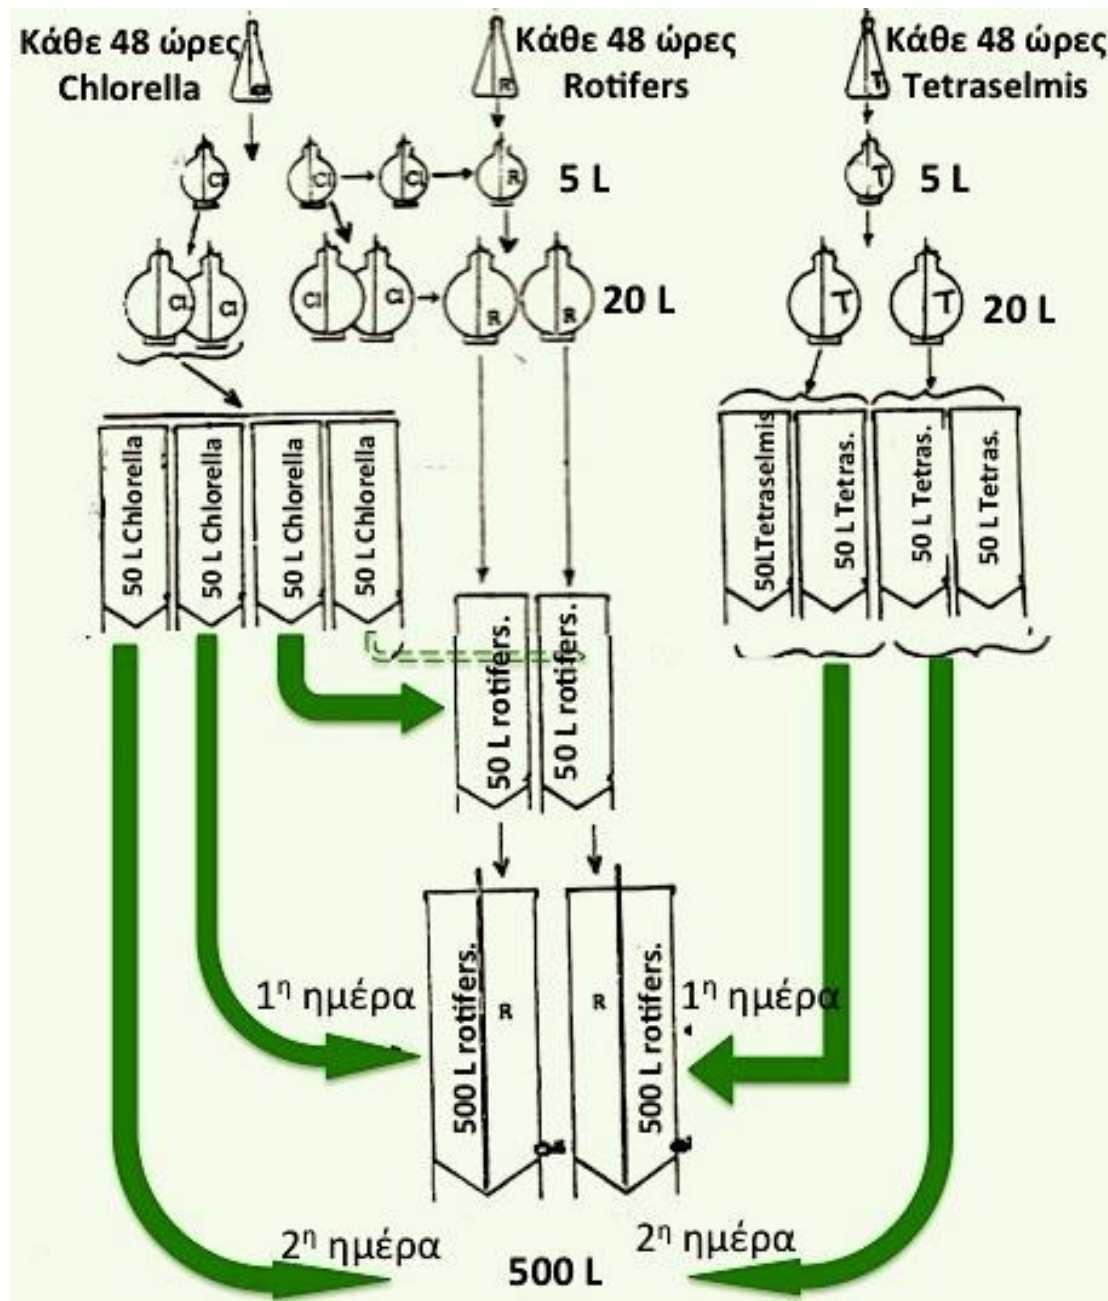 Κάθε 48 ώρες
Chlorella
Κάθε 48 ώρες
Rotifers
R
Κάθε 48 ώρες
Tetraselmis
T
Cl
Cl
Cl
R
5 L
T
5 L
Cl
Cl
Cl
Cl
R
R
20 L
T
T
20 L
50 L Chlorella
50 L Chlorella
50 L Chlorella
50 L Chlorella
50LTetraselmis
50 L Tetras.
50 L Tetras.
50 L Tetras.
50 L rotifers.
50 L rotifers.
1η ημέρα
500 L rotifers.
R
R
500 L rotifers.
1η ημέρα
2η ημέρα
500 L
2η ημέρα